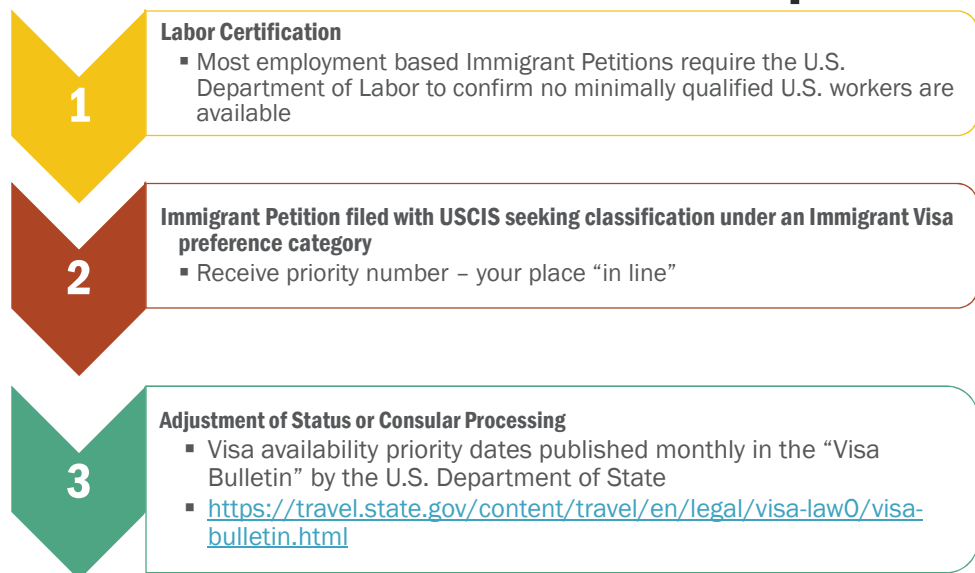 1
Labor Certification
▪ Most employment based Immigrant Petitions require the U.S.
Department of Labor to confirm no minimally qualified U.S. workers are
available
2
Immigrant Petition filed with USCIS seeking classification under an Immigrant Visa
preference category
▪ Receive priority number – your place “in line”
3
Adjustment of Status or Consular Processing
▪ Visa availability priority dates published monthly in the “Visa
Bulletin” by the U.S. Department of State
▪ https://travel.state.gov/content/travel/en/legal/visa-law0/visa-
bulletin.html